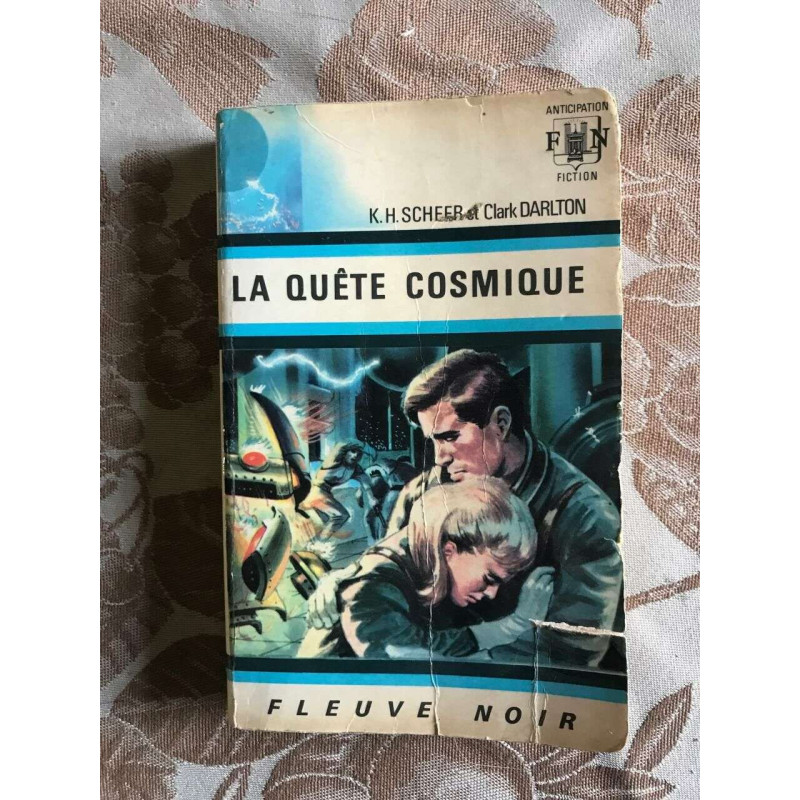 ANTICIPATION
F N
FICTION
K.H. SCHEER et Clark DARLTON
LA QUÊTE COSMIQUE
FLEUVE NOIR